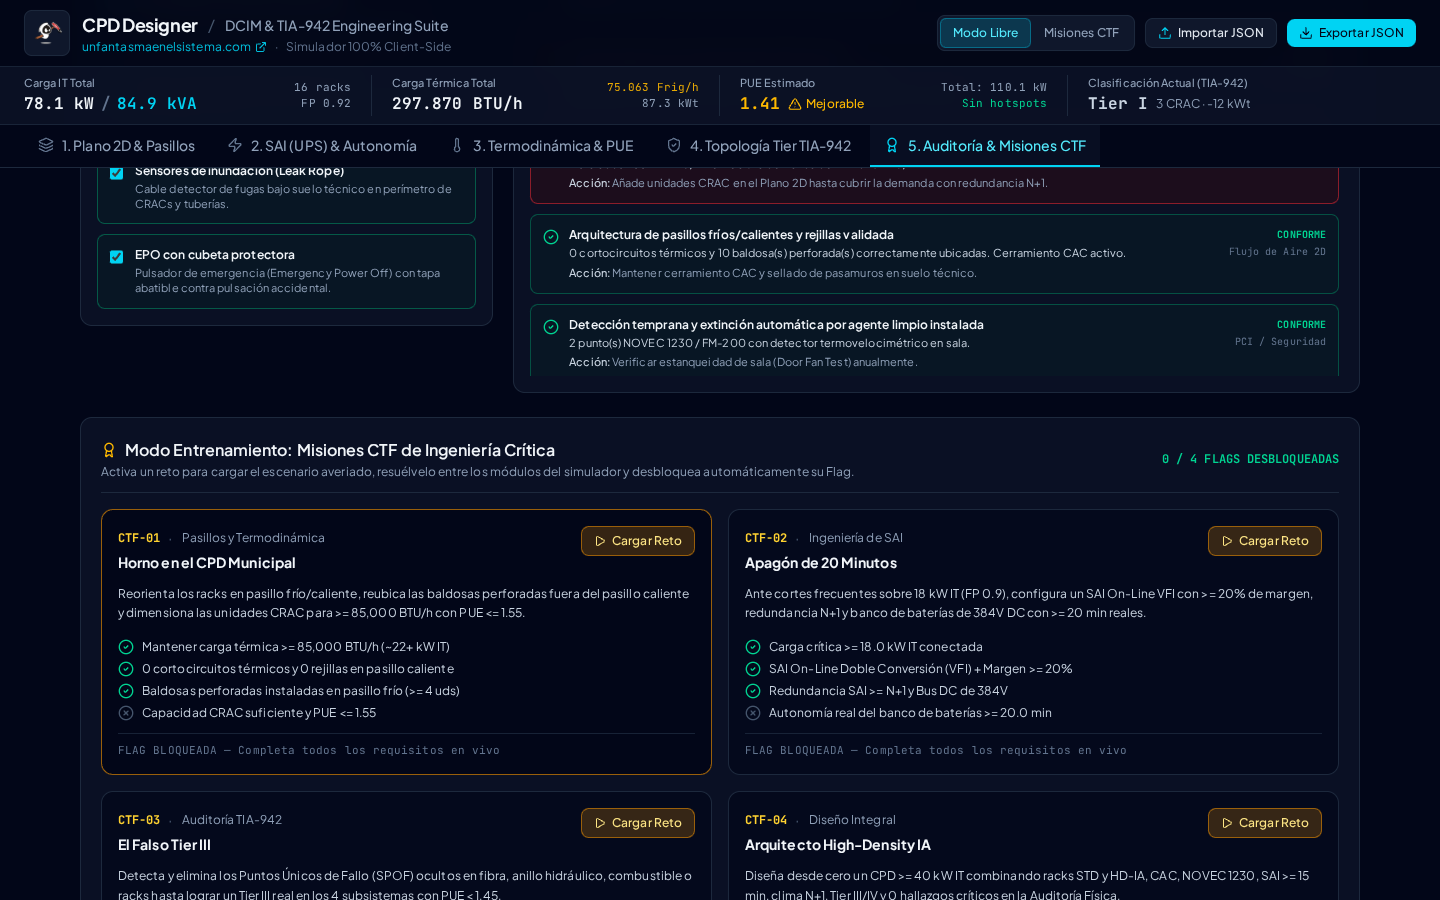 CPD Designer / DCIM & TIA-942 Engineering Suite
unfantasmaenelsistema.com · Simulador 100% Client-Side
Modo Libre
Misiones CTF
Importar JSON
Exportar JSON
Carga IT Total
78.1 kW / 84.9 kVA
16 racks
FP 0.92
Carga Térmica Total
297.870 BTU/h
75.063 Frig/h
87.3 kWt
PUE Estimado
1.41 Mejorable
Total: 110.1 kW
Sin hotspots
Clasificación Actual (TIA-942)
Tier I 3 CRAC · -12 kWt
1. Plano 2D & Pasillos
2. SAI (UPS) & Autonomía
3. Termodinámica & PUE
4. Topología Tier TIA-942
5. Auditoría & Misiones CTF
Sensores de inundación (Leak Rope)
Cable detector de fugas bajo suelo técnico en perímetro de
CRACs y tuberías.
EPO con cubeta protectora
Pulsador de emergencia (Emergency Power Off) con tapa
abatible contra pulsación accidental.
Acción: Añade unidades CRAC en el Plano 2D hasta cubrir la demanda con redundancia N+1.
Arquitectura de pasillos fríos/calientes y rejillas validada
0 cortocircuitos térmicos y 10 baldosa(s) perforada(s) correctamente ubicadas. Cerramiento CAC activo.
Acción: Mantener cerramiento CAC y sellado de pasamuros en suelo técnico.
CONFORME
Flujo de Aire 2D
Detección temprana y extinción automática por agente limpio instalada
2 punto(s) NOVEC 1230 / FM-200 con detector termovelocimétrico en sala.
Acción: Verificar estanqueidad de sala (Door Fan Test) anualmente.
CONFORME
PCI / Seguridad
Modo Entrenamiento: Misiones CTF de Ingeniería Crítica
Activa un reto para cargar el escenario averiado, resuélvelo entre los módulos del simulador y desbloquea automáticamente su Flag.
0 / 4 FLAGS DESBLOQUEADAS
CTF-01 · Pasillos y Termodinámica
Horno en el CPD Municipal
Cargar Reto
Reorienta los racks en pasillo frío/caliente, reubica las baldosas perforadas fuera del pasillo caliente
y dimensiona las unidades CRAC para >= 85,000 BTU/h con PUE <= 1.55.
Mantener carga térmica >= 85,000 BTU/h (~22+ kW IT)
0 cortocircuitos térmicos y 0 rejillas en pasillo caliente
Baldosas perforadas instaladas en pasillo frío (>= 4 uds)
Capacidad CRAC suficiente y PUE <= 1.55
FLAG BLOQUEADA — Completa todos los requisitos en vivo
CTF-02 · Ingeniería de SAI
Apagón de 20 Minutos
Cargar Reto
Ante cortes frecuentes sobre 18 kW IT (FP 0.9), configura un SAI On-Line VFI con >= 20% de margen,
redundancia N+1 y banco de baterías de 384V DC con >= 20 min reales.
Carga crítica >= 18.0 kW IT conectada
SAI On-Line Doble Conversión (VFI) + Margen >= 20%
Redundancia SAI >= N+1 y Bus DC de 384V
Autonomía real del banco de baterías >= 20.0 min
FLAG BLOQUEADA — Completa todos los requisitos en vivo
CTF-03 · Auditoría TIA-942
El Falso Tier III
Cargar Reto
Detecta y elimina los Puntos Únicos de Fallo (SPOF) ocultos en fibra, anillo hidráulico, combustible o
racks hasta lograr un Tier III real en los 4 subsistemas con PUE < 1.45.
CTF-04 · Diseño Integral
Arquitecto High-Density IA
Cargar Reto
Diseña desde cero un CPD >= 40 kW IT combinando racks STD y HD-IA, CAC, NOVEC 1230, SAI >= 15
min, clima N+1, Tier III/IV y 0 hallazgos críticos en la Auditoría Física.